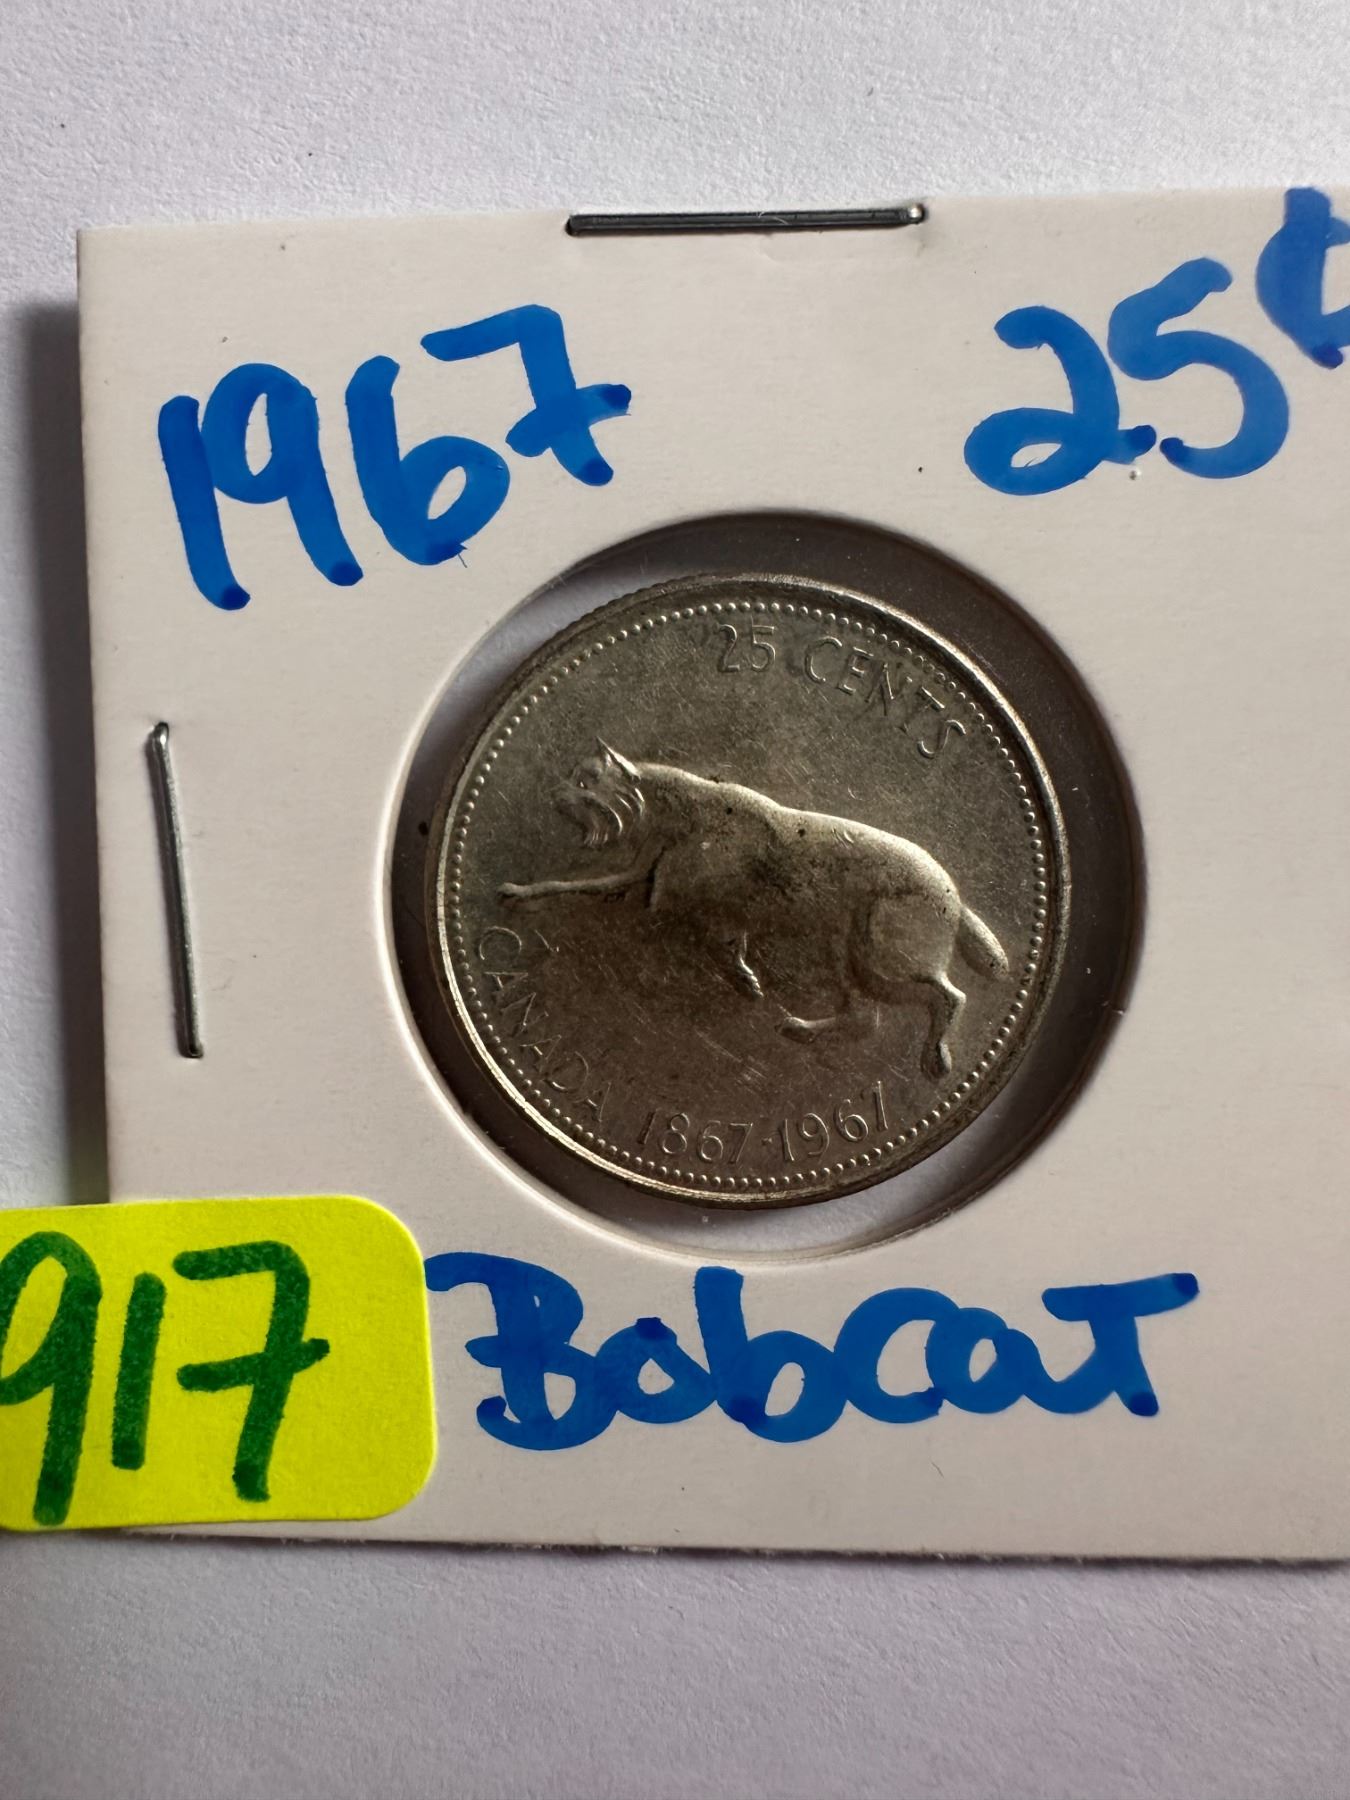 1967 25¢
25 CENTS
CANADA 1867-1967
917 BobcaT